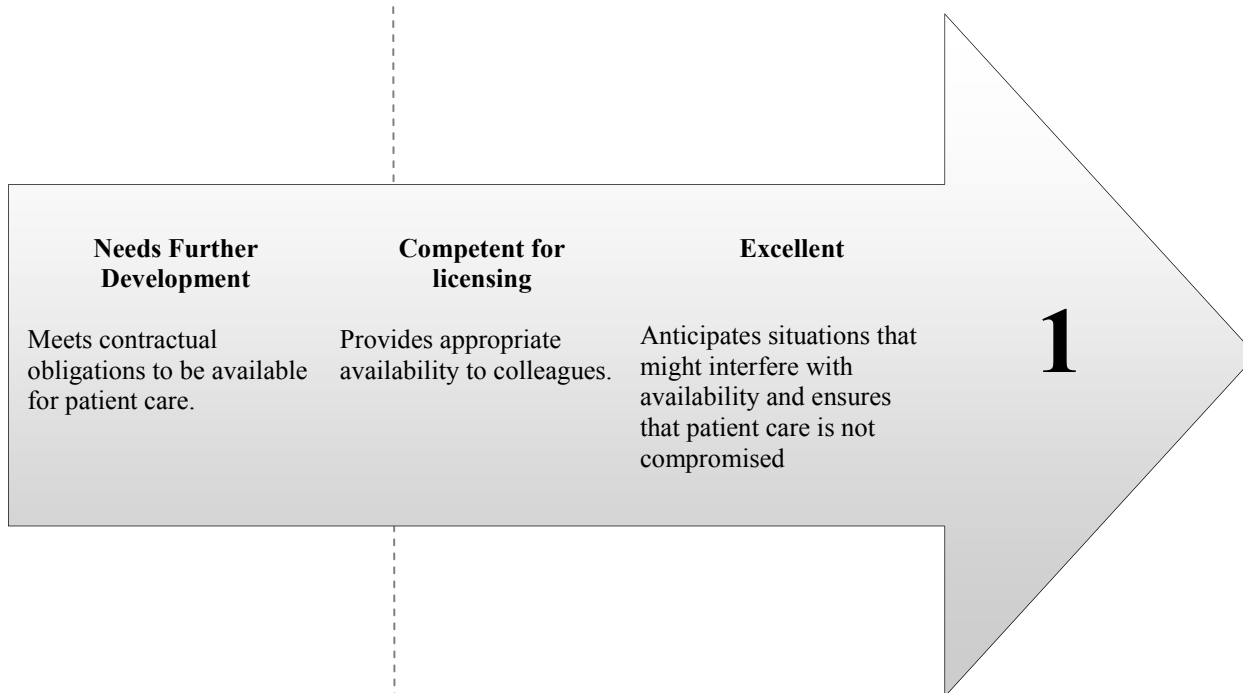 Needs Further
Development
Meets contractual
obligations to be available
for patient care.
Competent for
licensing
Provides appropriate
availability to colleagues.
Excellent
Anticipates situations that
might interfere with
availability and ensures
that patient care is not
compromised
1